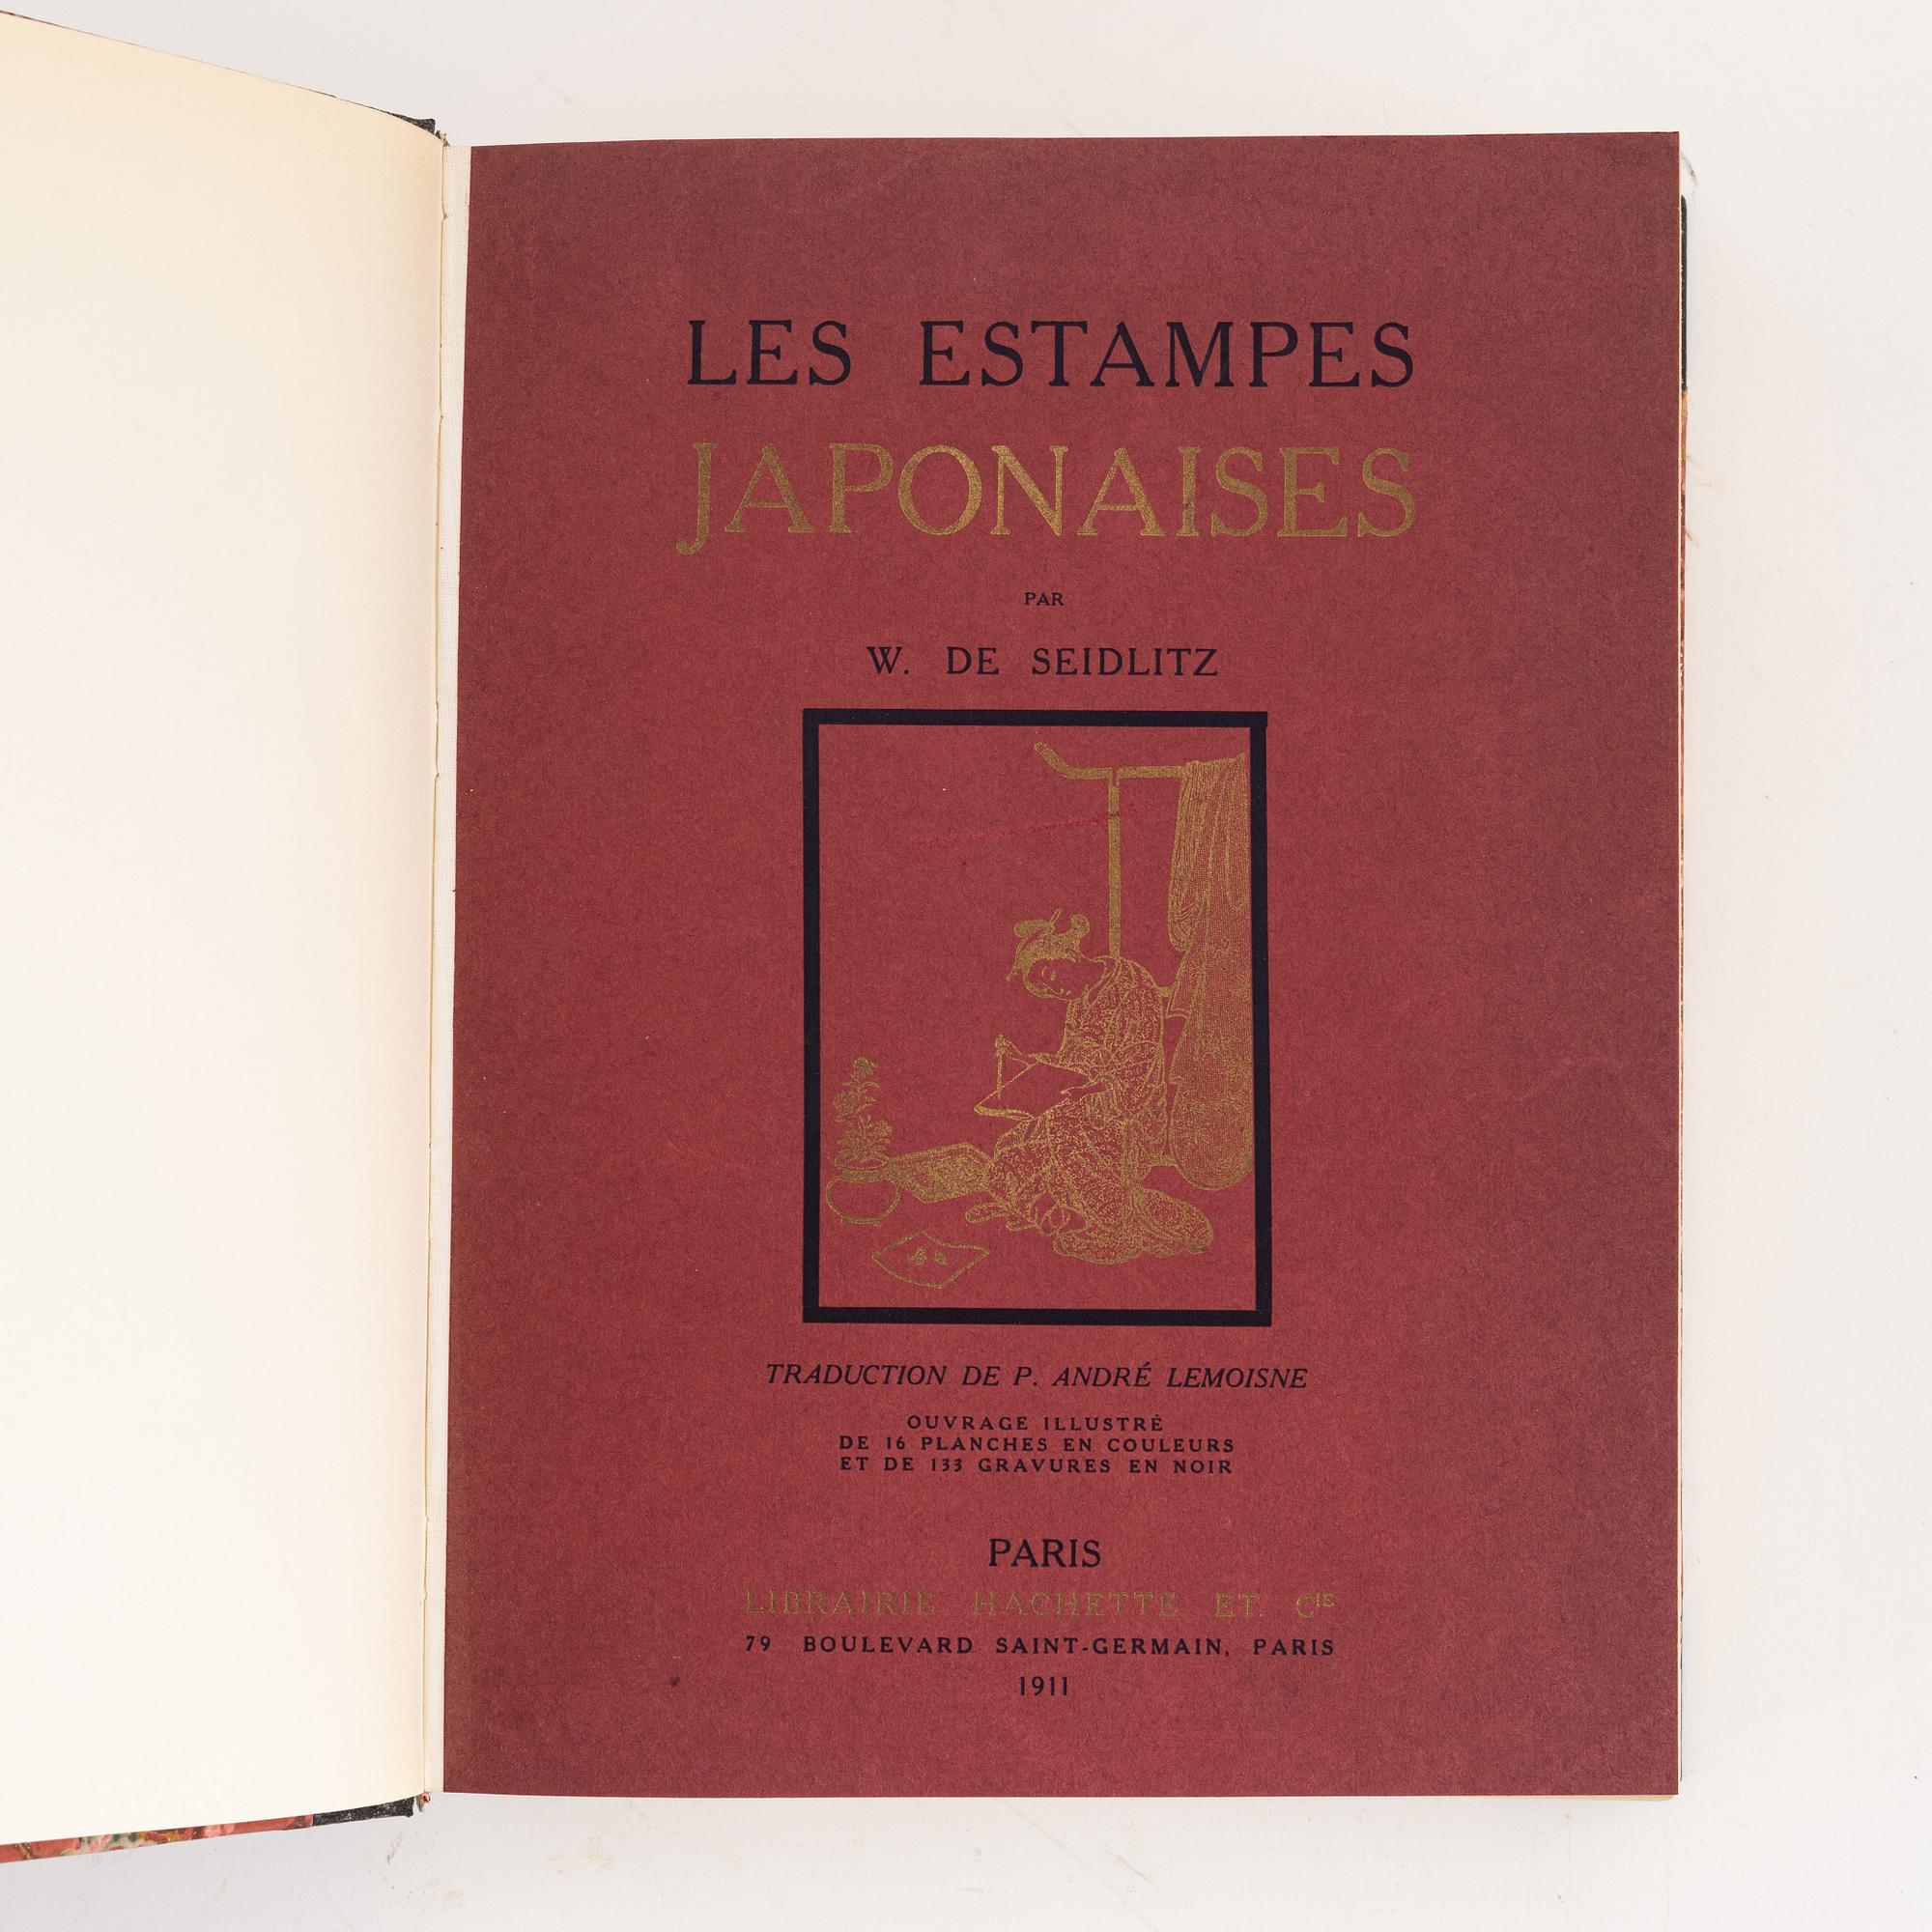 LES ESTAMPES
JAPONAISES
PAR
W. DE SEIDLITZ
TRADUCTION DE P. ANDRÉ LEMOISNE
OUVRAGE ILLUSTRÉ
DE 16 PLANCHES EN COULEURS
ET DE 133 GRAVURES EN NOIR
PARIS
LIBRAIRIE HACHETTE ET CIE
79 BOULEVARD SAINT-GERMAIN, PARIS
1911